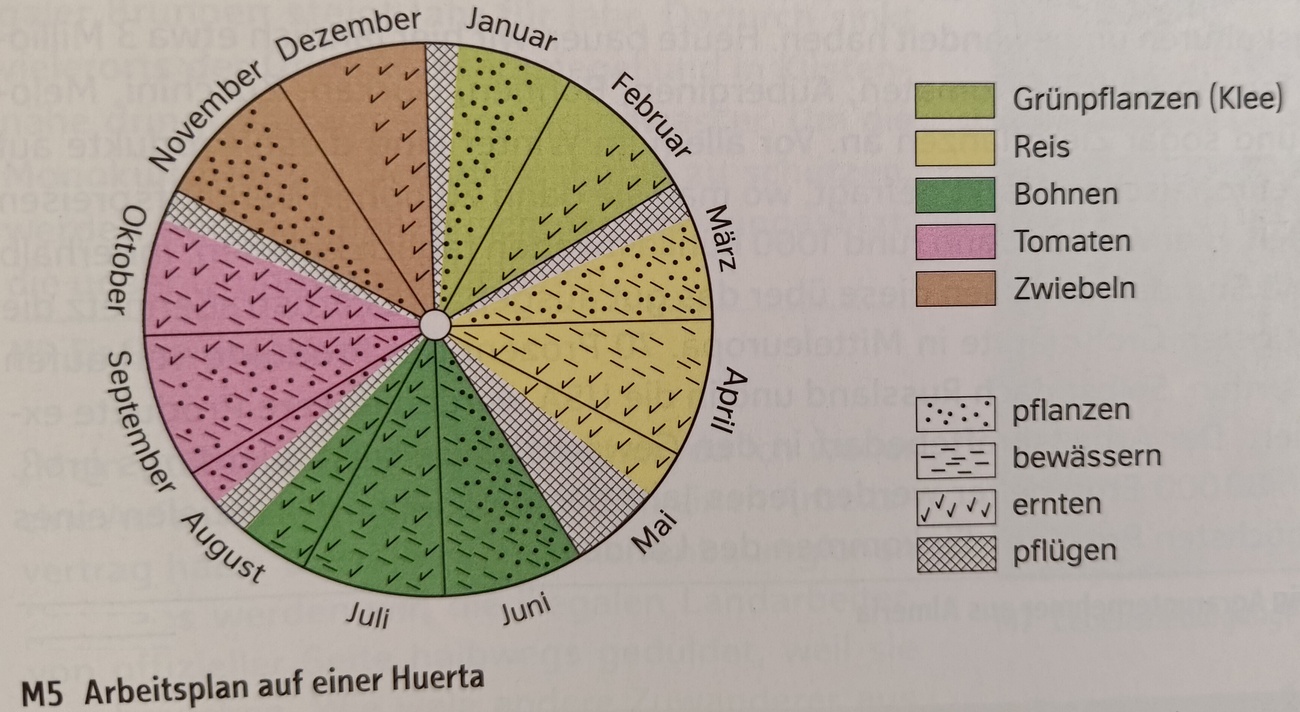 Januar
Februar
März
April
Mai
Juni
Juli
August
September
Oktober
November
Dezember
Grünpflanzen (Klee)
Reis
Bohnen
Tomaten
Zwiebeln
pflanzen
bewässern
ernten
pflügen
M5 Arbeitsplan auf einer Huerta